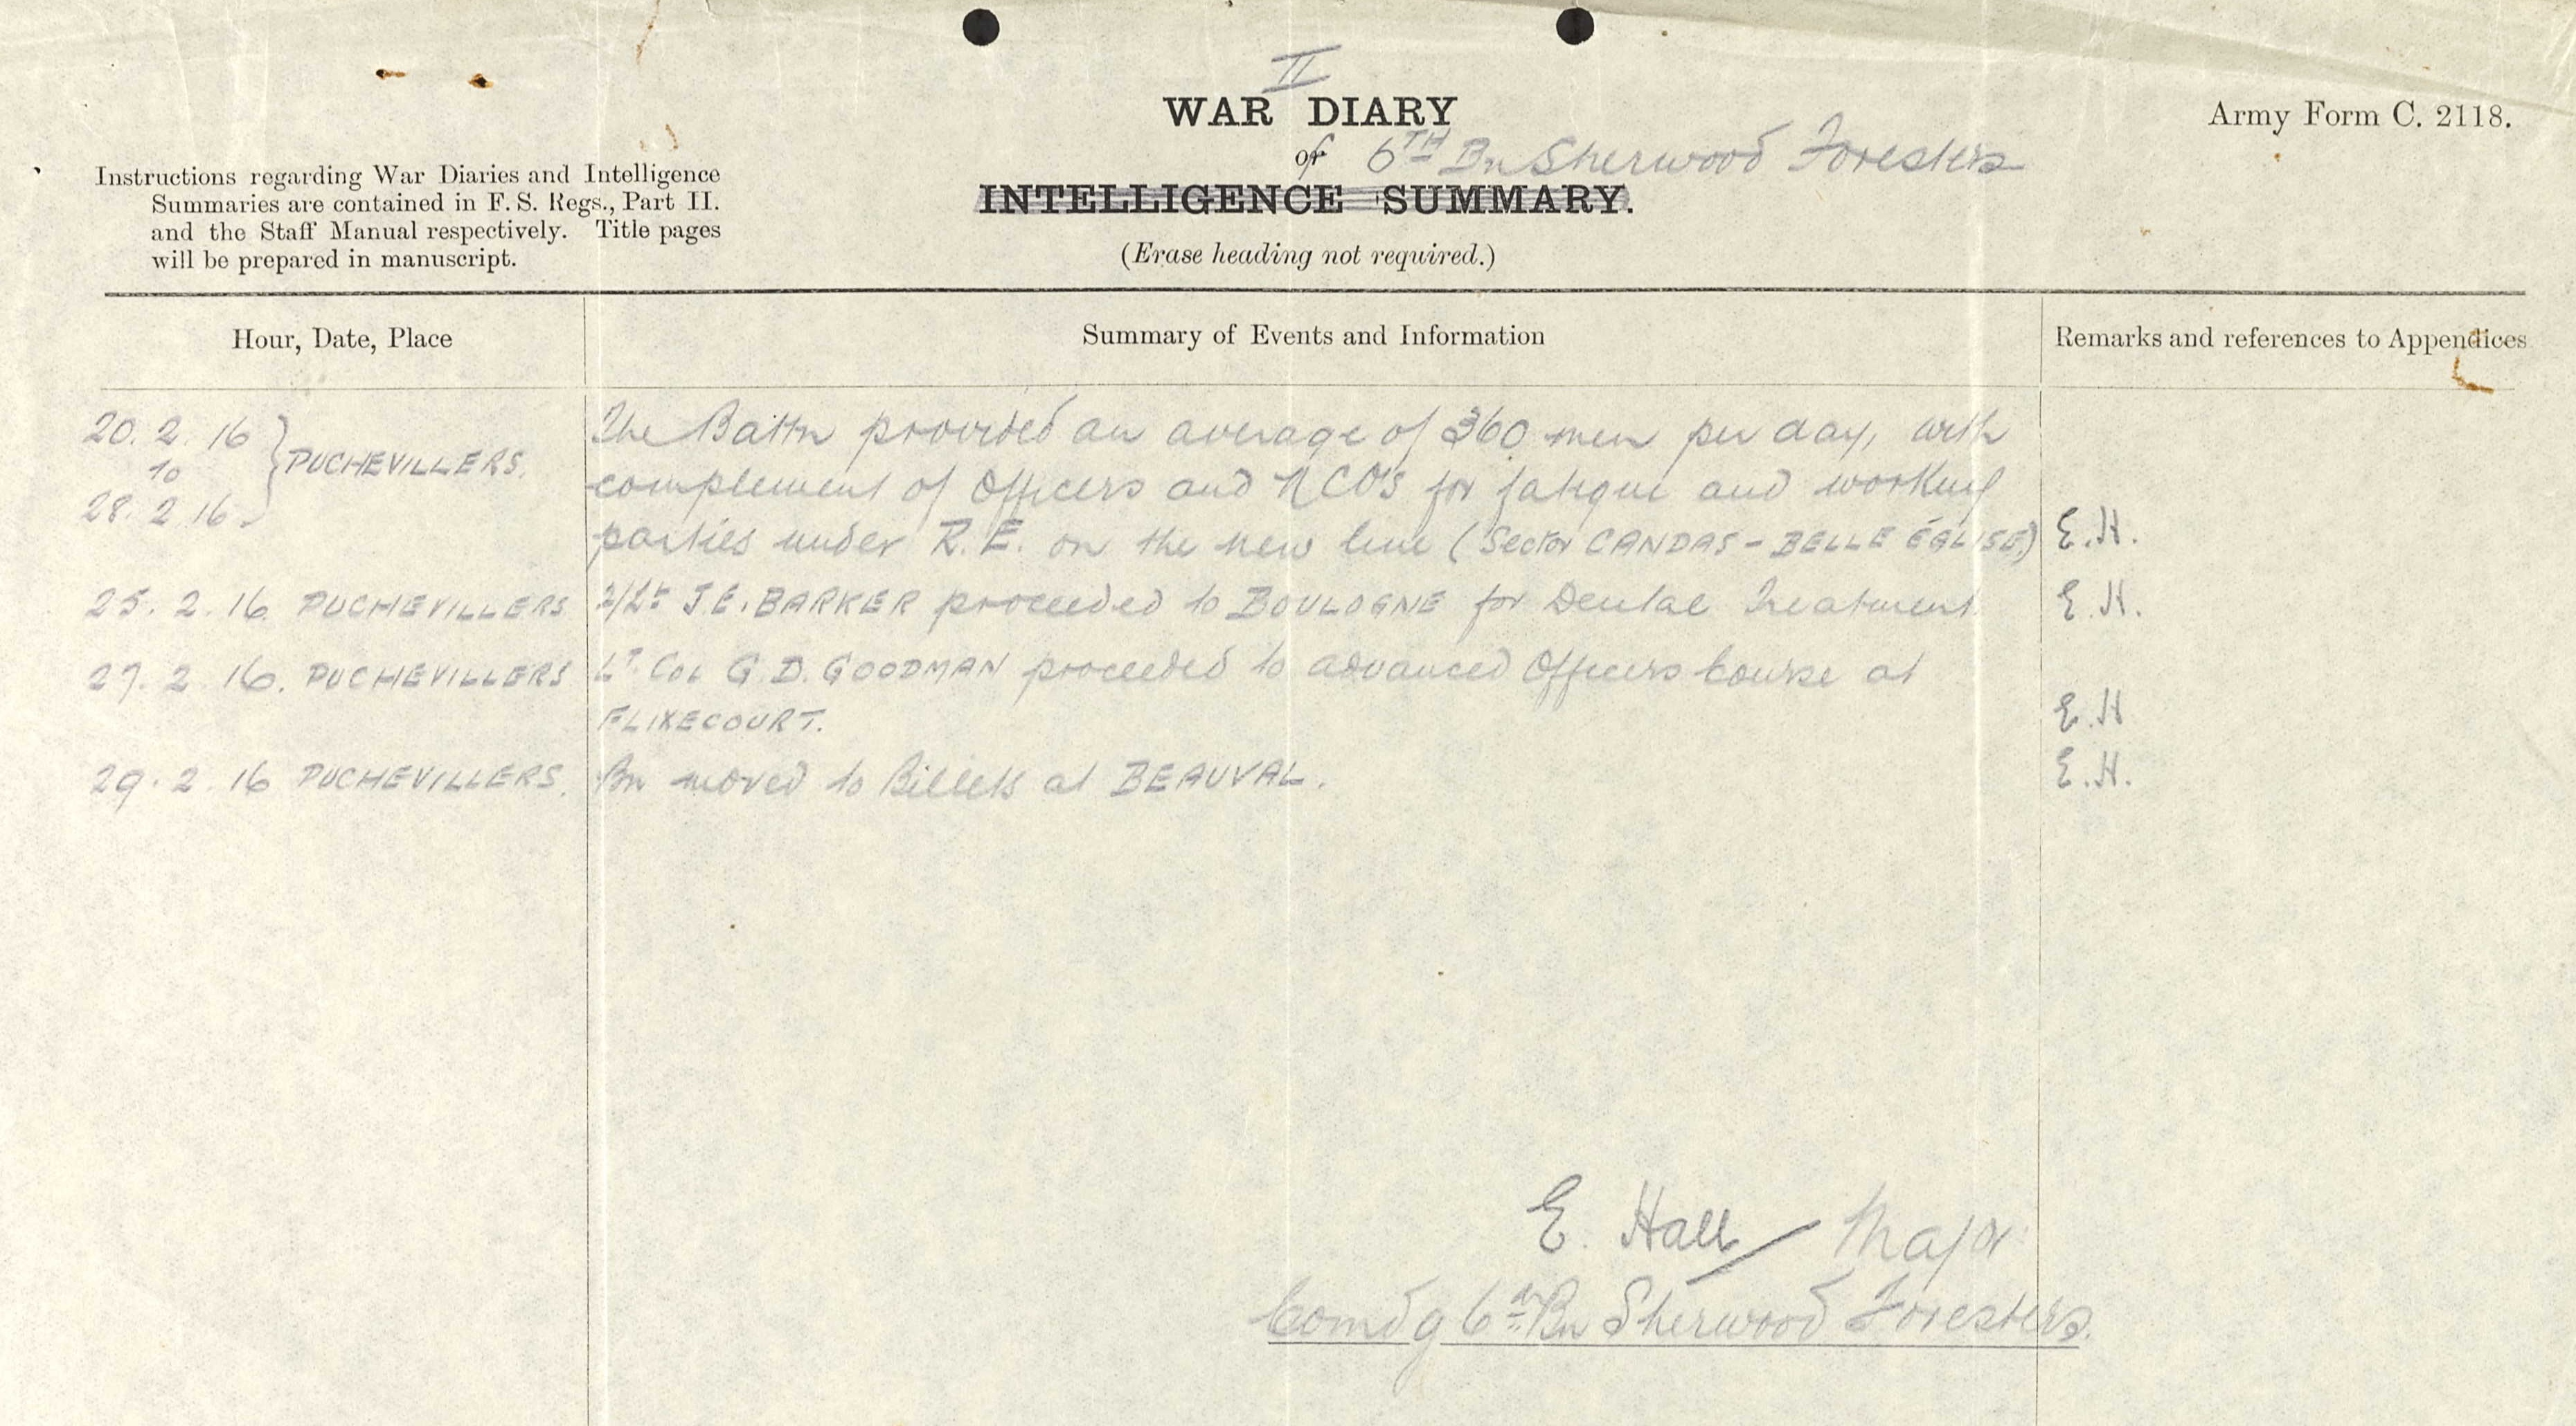 II
WAR DIARY
Army Form C. 2118.
of 6TH Bn Sherwood Foresters
INTELLIGENCE SUMMARY.
(Erase heading not required.)
Instructions regarding War Diaries and Intelligence
Summaries are contained in F. S. Regs., Part II.
and the Staff Manual respectively. Title pages
will be prepared in manuscript.
Hour, Date, Place
Summary of Events and Information
Remarks and references to Appendices
20. 2. 16
to
28. 2 16.
PUCHEVILLERS.
The Battn provided an average of 360 men per day, with
complement of Officers and NCO's for fatigue and working
parties under R.E. on the new line (Sector CANDAS - BELLE ÉGLISE) E.H.
25. 2. 16. PUCHEVILLERS 2/Lt J.E. BARKER proceeded to BOULOGNE for Dental Treatment. E.H.
27. 2. 16. PUCHEVILLERS LT. COL G.D. GOODMAN proceeded to advanced Officers Course at
FLIXECOURT. E.H
29. 2. 16 PUCHEVILLERS. Bn moved to Billets at BEAUVAL. E.H.
E. Hall / Major
Comdg 6th Bn Sherwood Foresters.